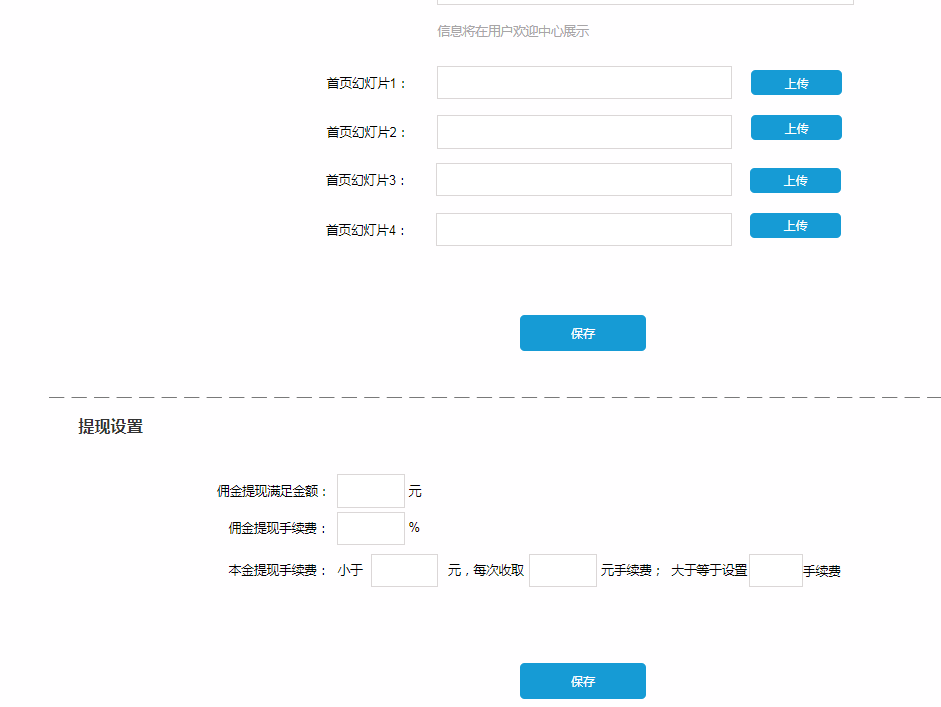 信息将在用户欢迎中心展示
首页幻灯片1： 上传
首页幻灯片2： 上传
首页幻灯片3： 上传
首页幻灯片4： 上传
保存
提现设置
佣金提现满足金额： 元
佣金提现手续费： %
本金提现手续费： 小于 元，每次收取 元手续费； 大于等于设置 手续费
保存